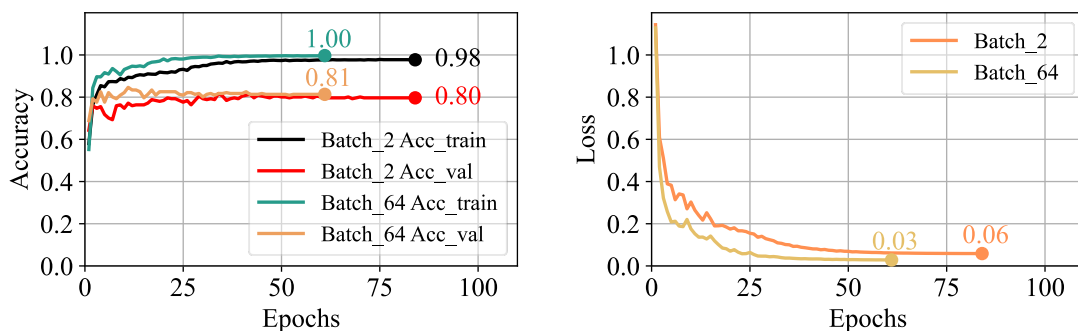 1.00
0.98
0.81
0.80
Batch_2 Acc_train
Batch_2 Acc_val
Batch_64 Acc_train
Batch_64 Acc_val
1.0
0.8
0.6
0.4
0.2
0.0
Accuracy
0
25
50
75
100
Epochs
Batch_2
Batch_64
0.03
0.06
1.0
0.8
0.6
0.4
0.2
0.0
Loss
0
25
50
75
100
Epochs